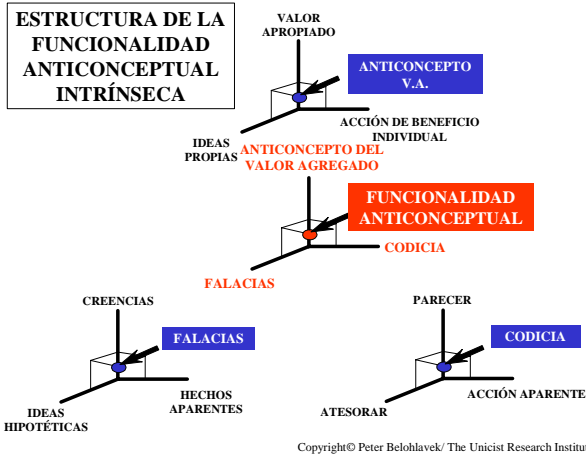 ESTRUCTURA DE LA
FUNCIONALIDAD
ANTICONCEPTUAL
INTRÍNSECA
VALOR
APROPIADO
ANTICONCEPTO
V.A.
ACCIÓN DE BENEFICIO
INDIVIDUAL
IDEAS
PROPIAS
ANTICONCEPTO DEL
VALOR AGREGADO
FUNCIONALIDAD
ANTICONCEPTUAL
CODICIA
FALACIAS
CREENCIAS
FALACIAS
HECHOS
APARENTES
IDEAS
HIPOTÉTICAS
PARECER
CODICIA
ACCIÓN APARENTE
ATESORAR
Copyright© Peter Belohlavek/ The Unicist Research Institut